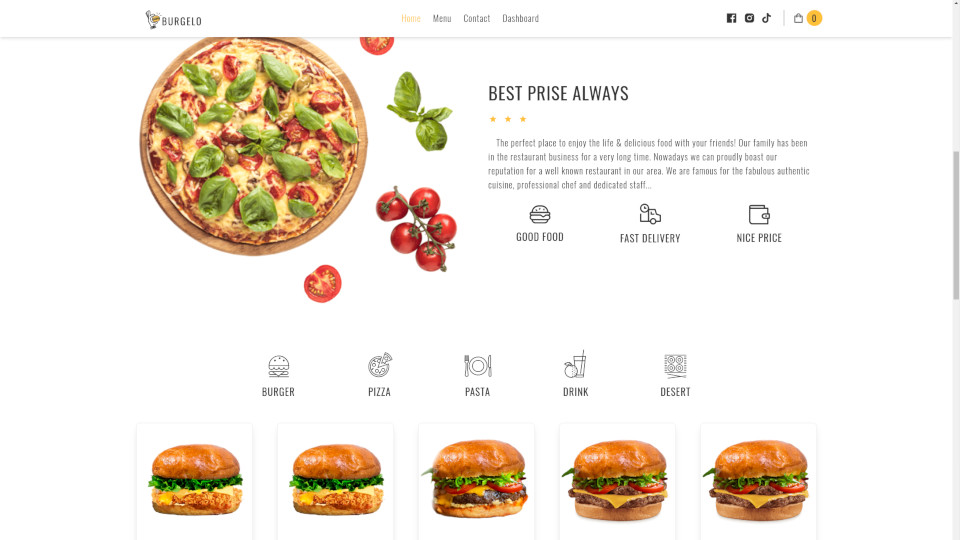 BURGELO
Home Menu Contact Dashboard
0
BEST PRISE ALWAYS
The perfect place to enjoy the life & delicious food with your friends! Our family has been
in the restaurant business for a very long time. Nowadays we can proudly boast our
reputation for a well known restaurant in our area. We are famous for the fabulous authentic
cuisine, professional chef and dedicated staff...
GOOD FOOD FAST DELIVERY NICE PRICE
BURGER PIZZA PASTA DRINK DESERT